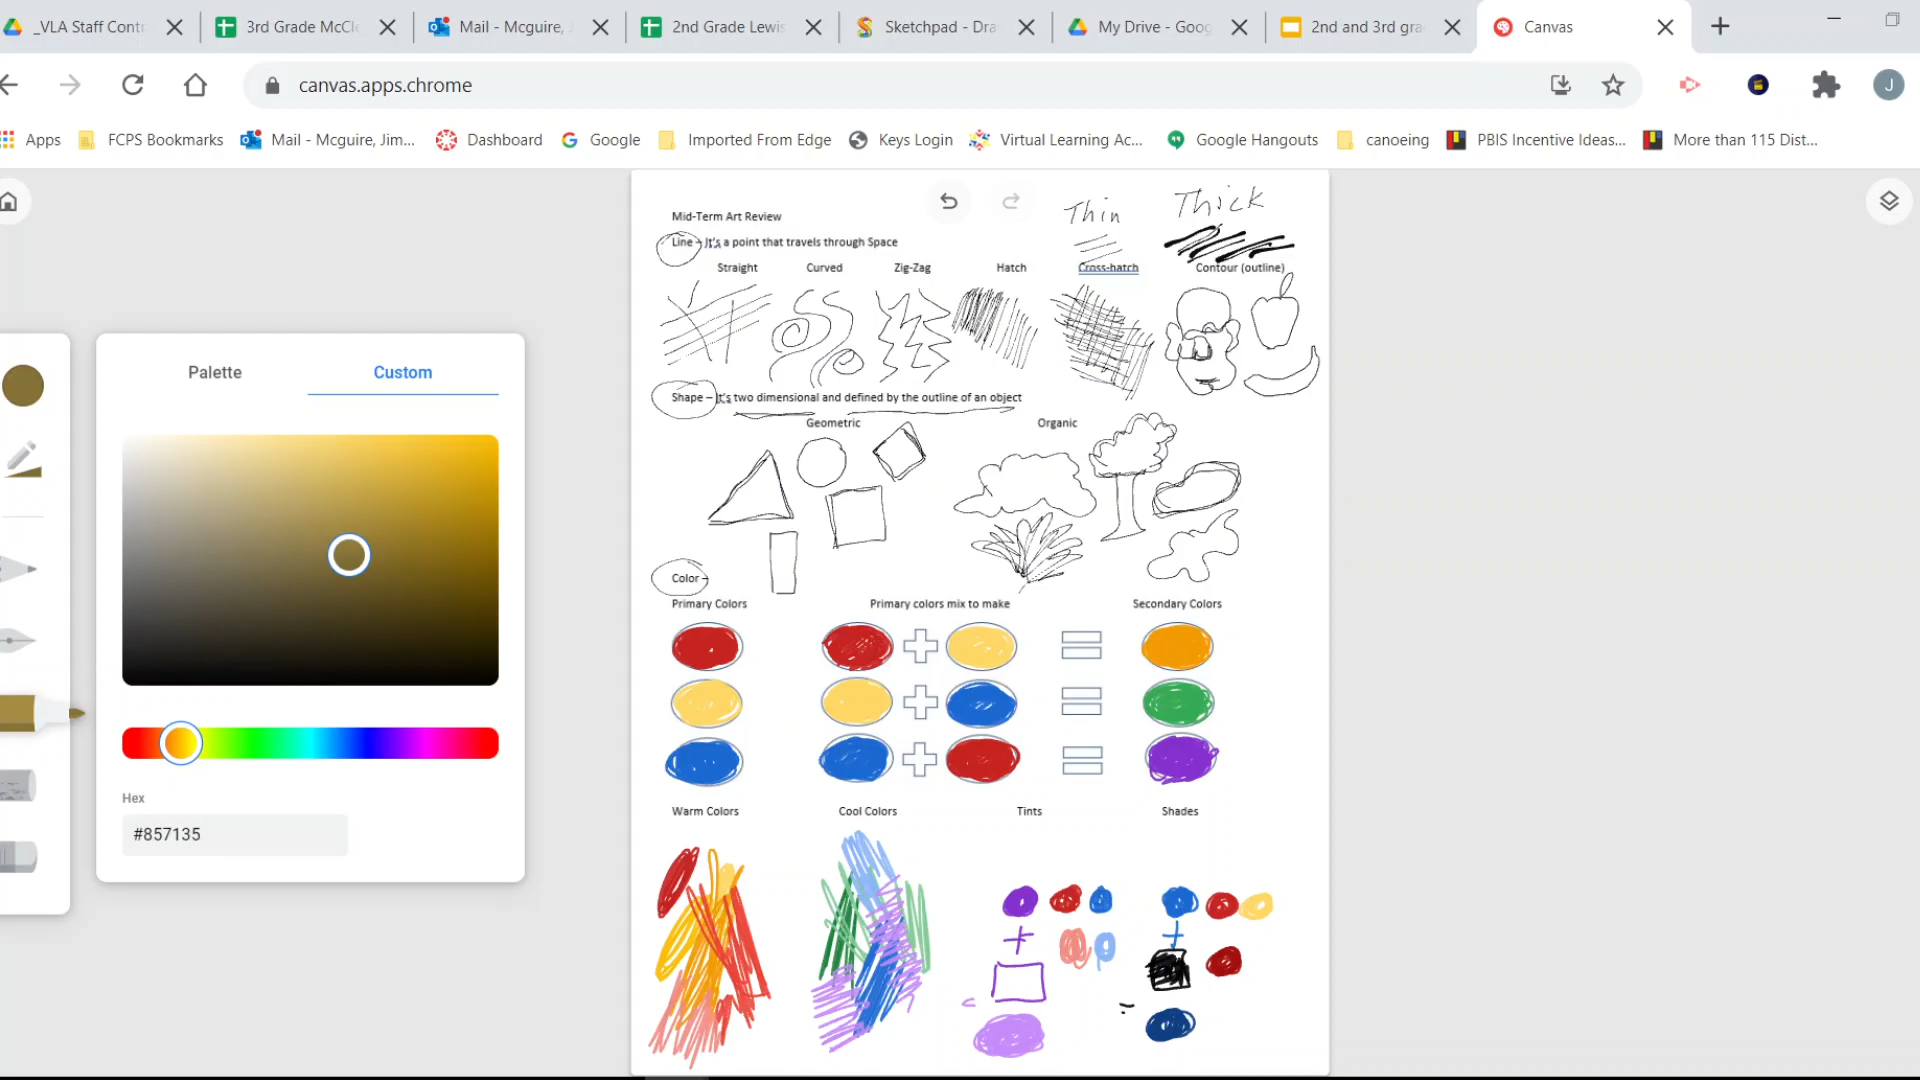 _VLA Staff Contr
3rd Grade McCle
Mail - Mcguire, J
2nd Grade Lewis
Sketchpad - Dra
My Drive - Goog
2nd and 3rd gra
Canvas
canvas.apps.chrome
J
Apps
FCPS Bookmarks
Mail - Mcguire, Jim...
Dashboard
Google
Imported From Edge
Keys Login
Virtual Learning Ac...
Google Hangouts
canoeing
PBIS Incentive Ideas...
More than 115 Dist...
Thin
Thick
Mid-Term Art Review
Line – It's a point that travels through Space
Straight Curved Zig-Zag Hatch Cross-hatch Contour (outline)
Palette
Custom
Shape – It's two dimensional and defined by the outline of an object
Geometric Organic
Color –
Primary Colors Primary colors mix to make Secondary Colors
Hex
#857135
Warm Colors Cool Colors Tints Shades
+ +
=
=